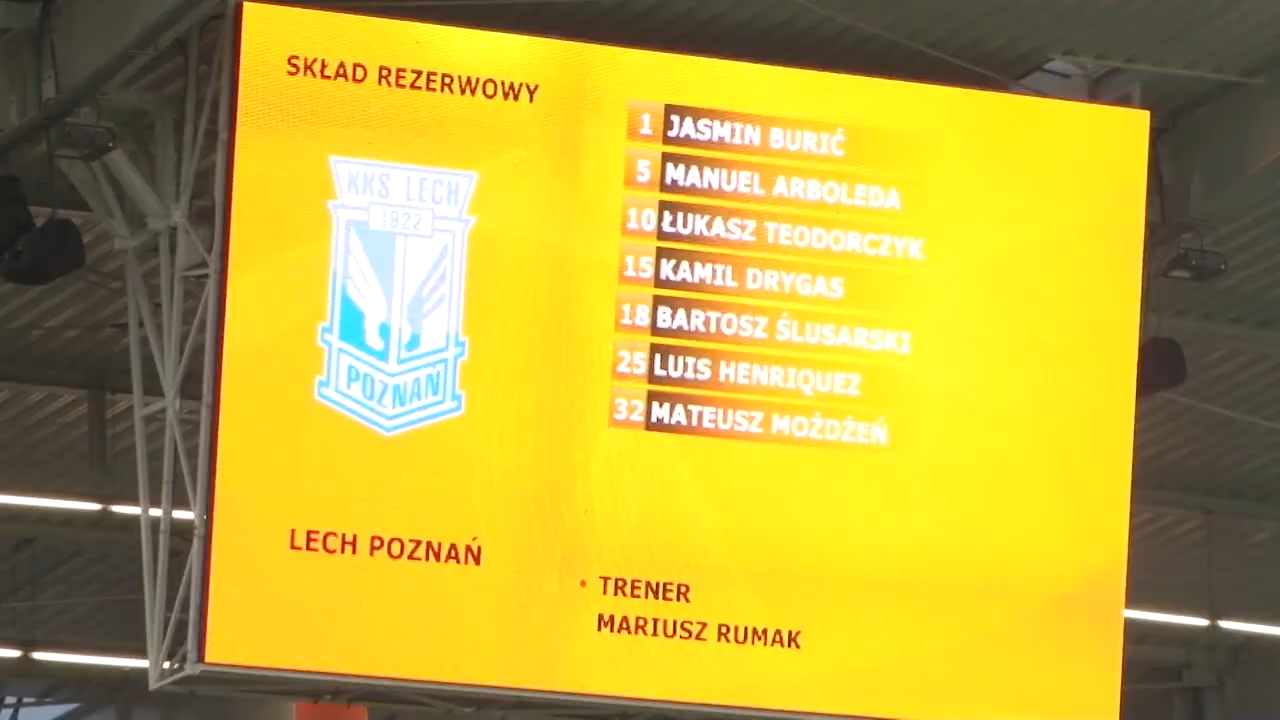 SKŁAD REZERWOWY
KKS LECH
1922
POZNAŃ
1 JASMIN BURIĆ
5 MANUEL ARBOLEDA
10 ŁUKASZ TEODORCZYK
15 KAMIL DRYGAS
18 BARTOSZ ŚLUSARSKI
25 LUIS HENRIQUEZ
32 MATEUSZ MOŻDŻEŃ
LECH POZNAŃ
• TRENER
MARIUSZ RUMAK